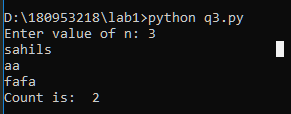 D:\180953218\lab1>python q3.py
Enter value of n: 3
sahils
aa
fafa
Count is:  2